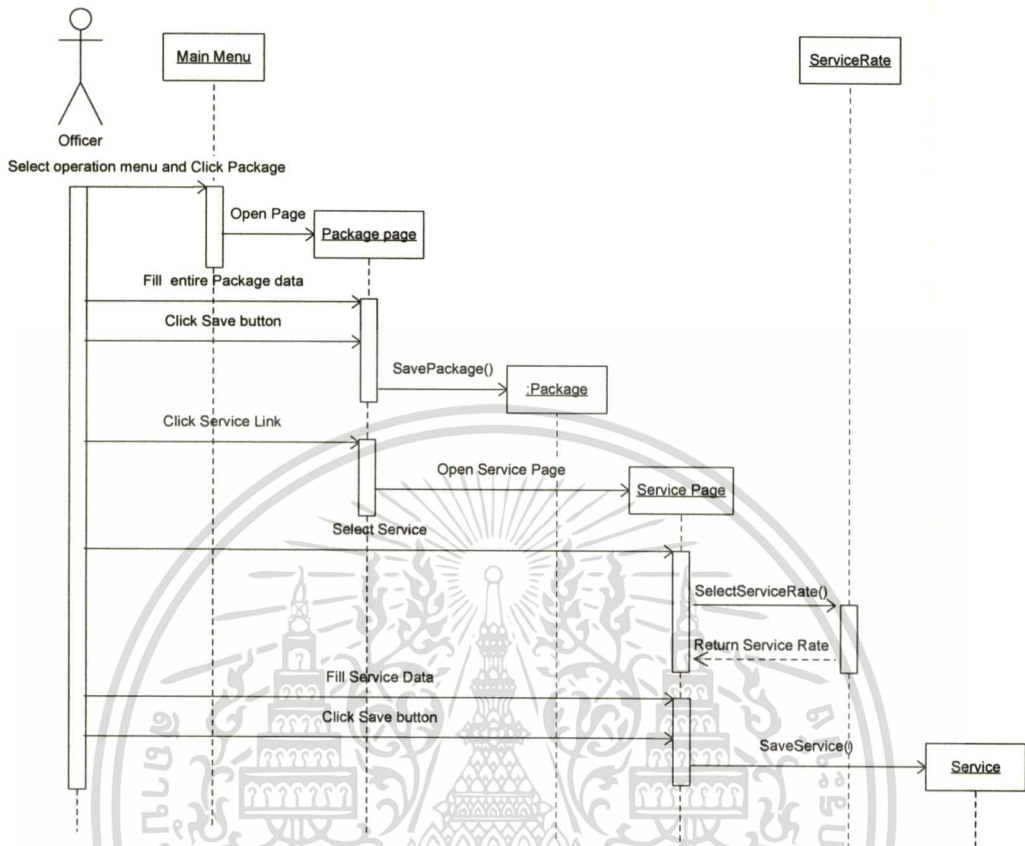 Main Menu
ServiceRate
Officer
Select operation menu and Click Package
Open Page
Package page
Fill entire Package data
Click Save button
SavePackage()
:Package
Click Service Link
Open Service Page
Service Page
Select Service
SelectServiceRate()
Return Service Rate
Fill Service Data
Click Save button
SaveService()
Service